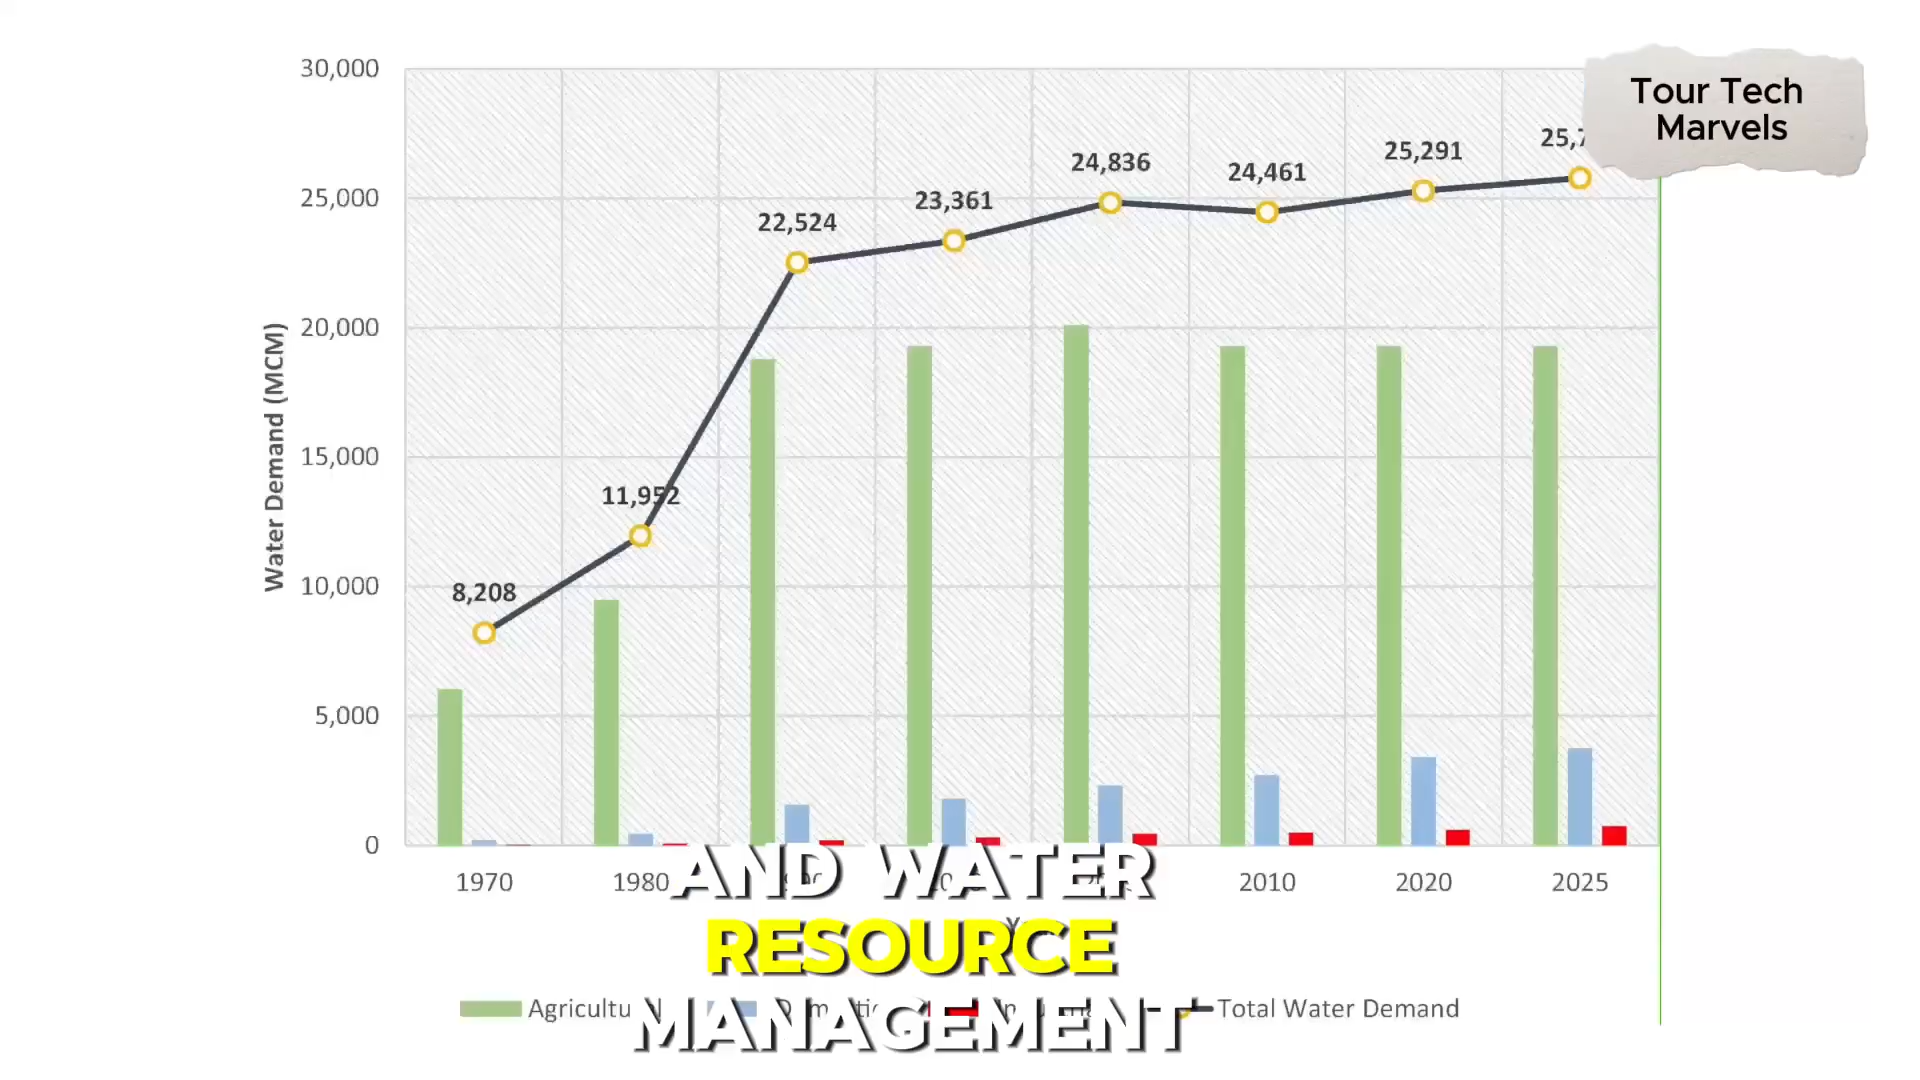 30,000
25,000
20,000
15,000
10,000
5,000
0
Water Demand (MCM)
8,208
11,952
22,524
23,361
24,836
24,461
25,291
Tour Tech
Marvels
1970 1980 2010 2020 2025
AND WATER
RESOURCE
MANAGEMENT
Total Water Demand